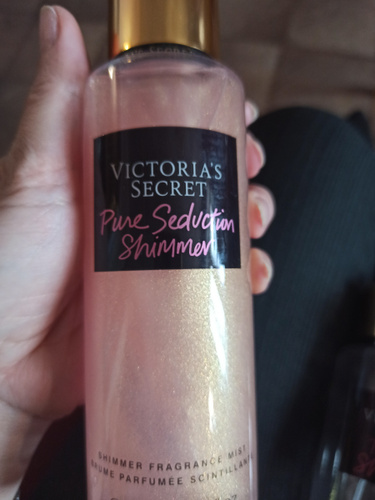 VICTORIA'S
SECRET
Pure Seduction
Shimmer
SHIMMER FRAGRANCE MIST
BRUME PARFUMÉE SCINTILLANTE